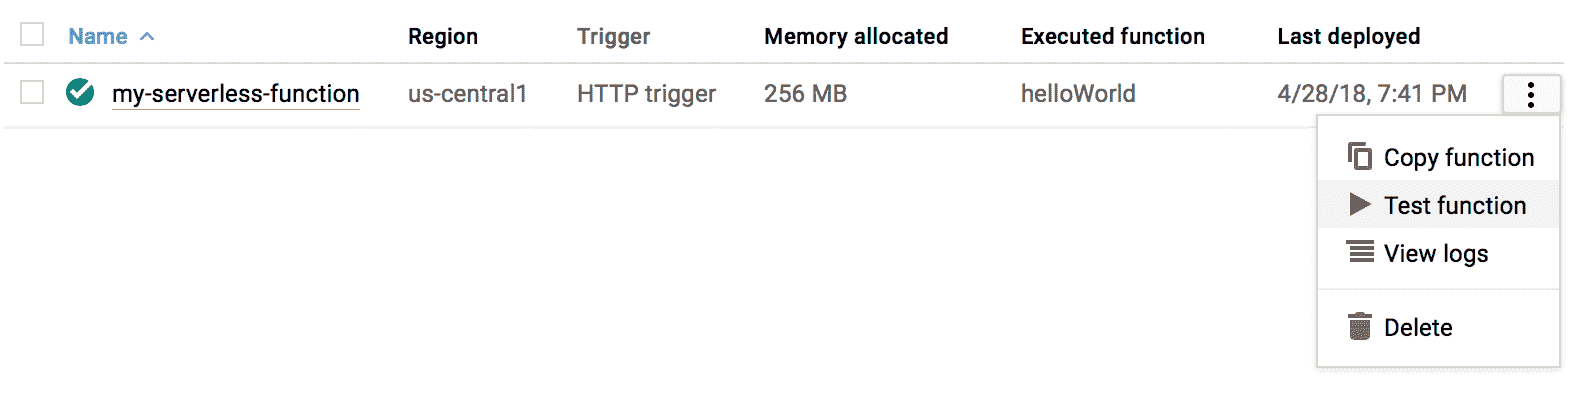 Name Region Trigger Memory allocated Executed function Last deployed
my-serverless-function us-central1 HTTP trigger 256 MB helloWorld 4/28/18, 7:41 PM
Copy function
Test function
View logs
Delete